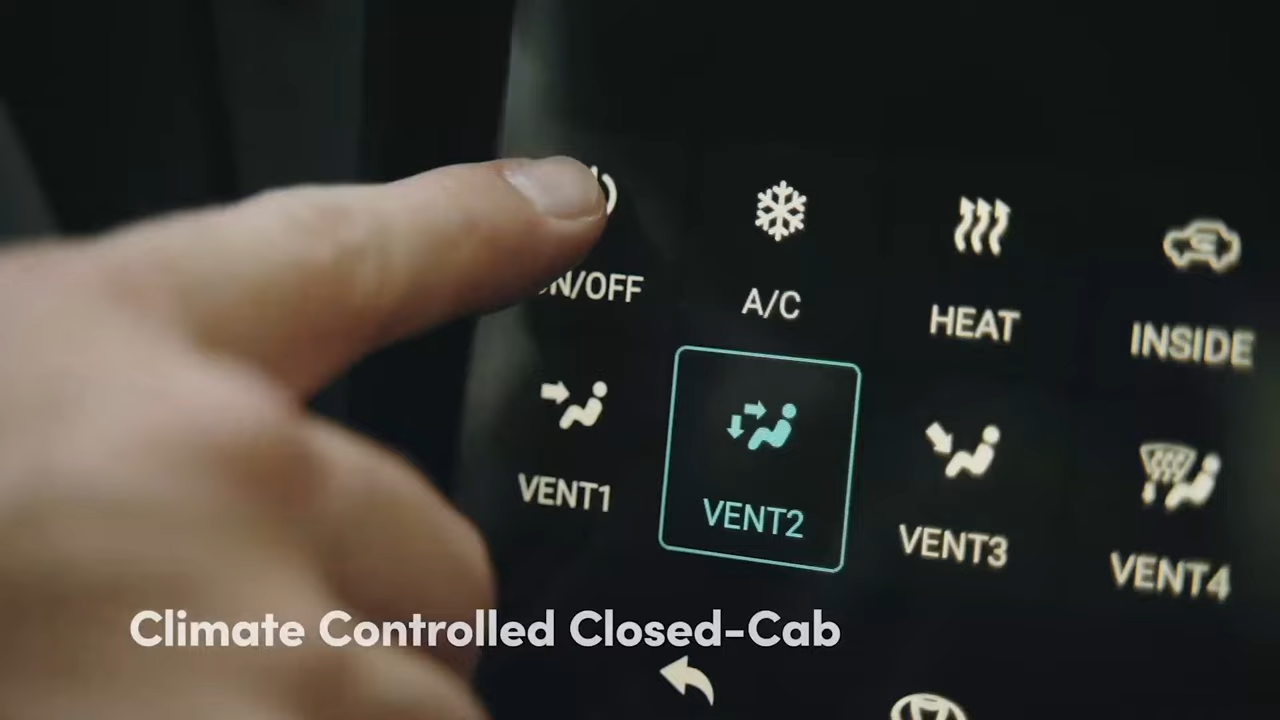 N/OFF
A/C
HEAT
INSIDE
VENT1
VENT2
VENT3
VENT4
Climate Controlled Closed-Cab